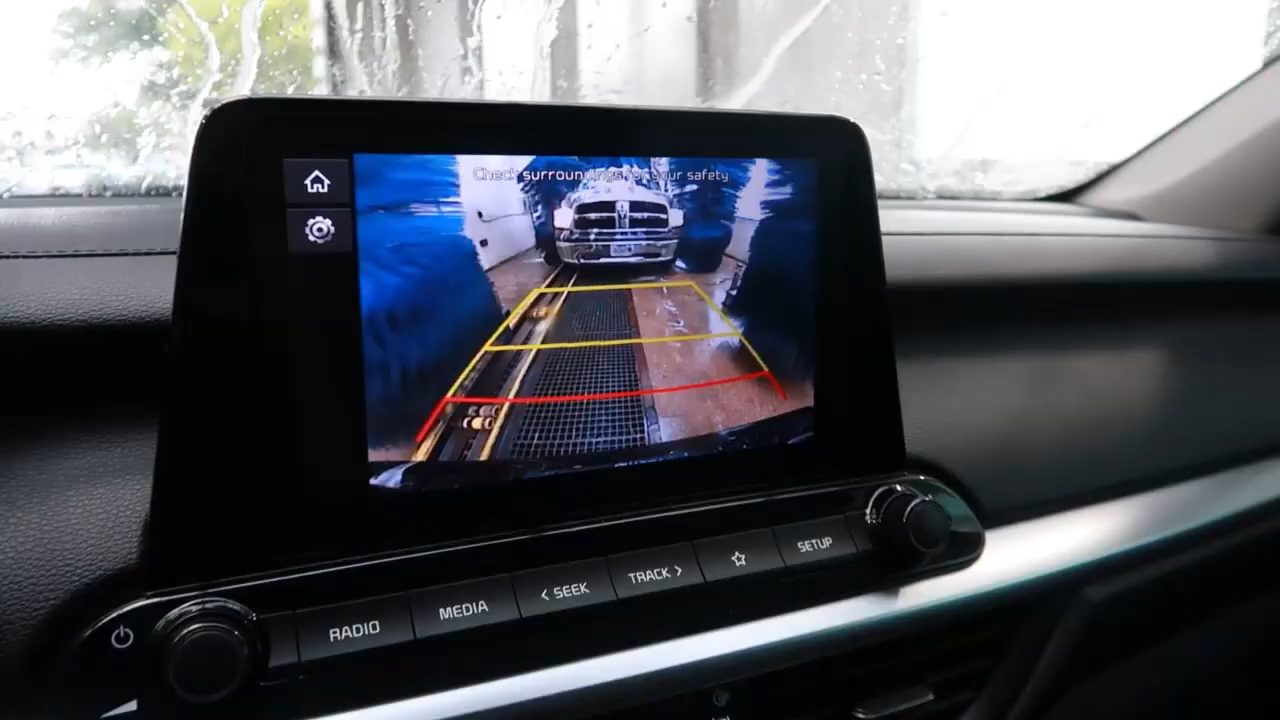 Check surroundings for your safety.
RADIO
MEDIA
< SEEK
TRACK >
SETUP